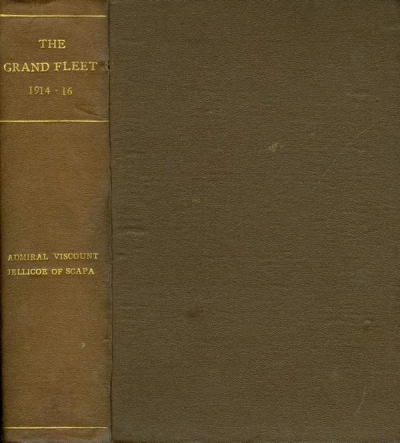 THE
GRAND FLEET
1914 - 16
ADMIRAL VISCOUNT
JELLICOE OF SCAPA